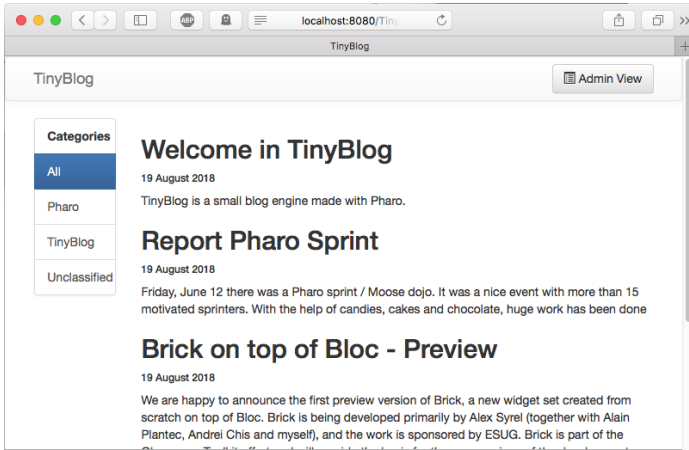 ABP
localhost:8080/Tiny
TinyBlog
TinyBlog
Admin View
Categories
All
Pharo
TinyBlog
Unclassified
Welcome in TinyBlog
19 August 2018
TinyBlog is a small blog engine made with Pharo.
Report Pharo Sprint
19 August 2018
Friday, June 12 there was a Pharo sprint / Moose dojo. It was a nice event with more than 15
motivated sprinters. With the help of candies, cakes and chocolate, huge work has been done
Brick on top of Bloc - Preview
19 August 2018
We are happy to announce the first preview version of Brick, a new widget set created from
scratch on top of Bloc. Brick is being developed primarily by Alex Syrel (together with Alain
Plantec, Andrei Chis and myself), and the work is sponsored by ESUG. Brick is part of the